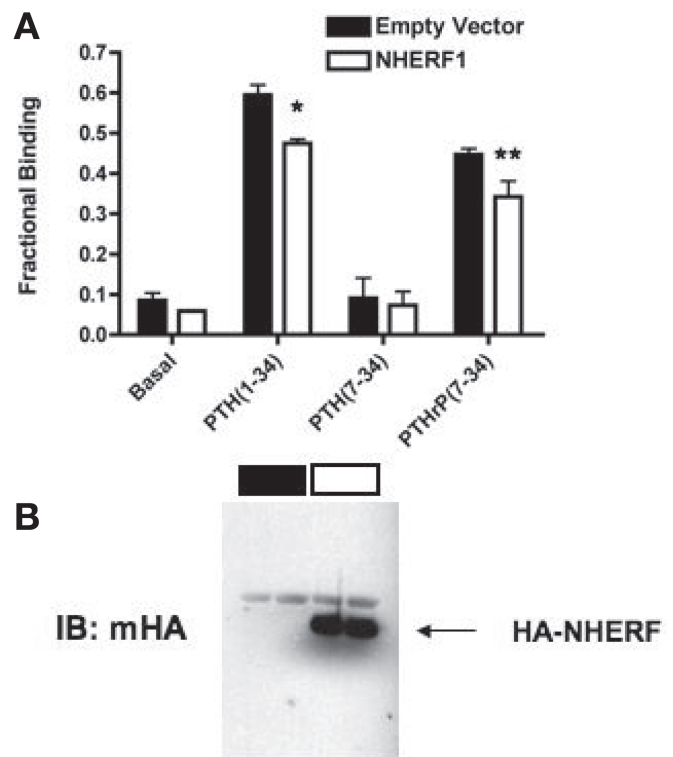 A
Empty Vector
NHERF1
Fractional Binding
0.7
0.6
0.5
0.4
0.3
0.2
0.1
0.0
*
**
Basal
PTH(1-34)
PTH(7-34)
PTHrP(7-34)
B
IB: mHA
HA-NHERF